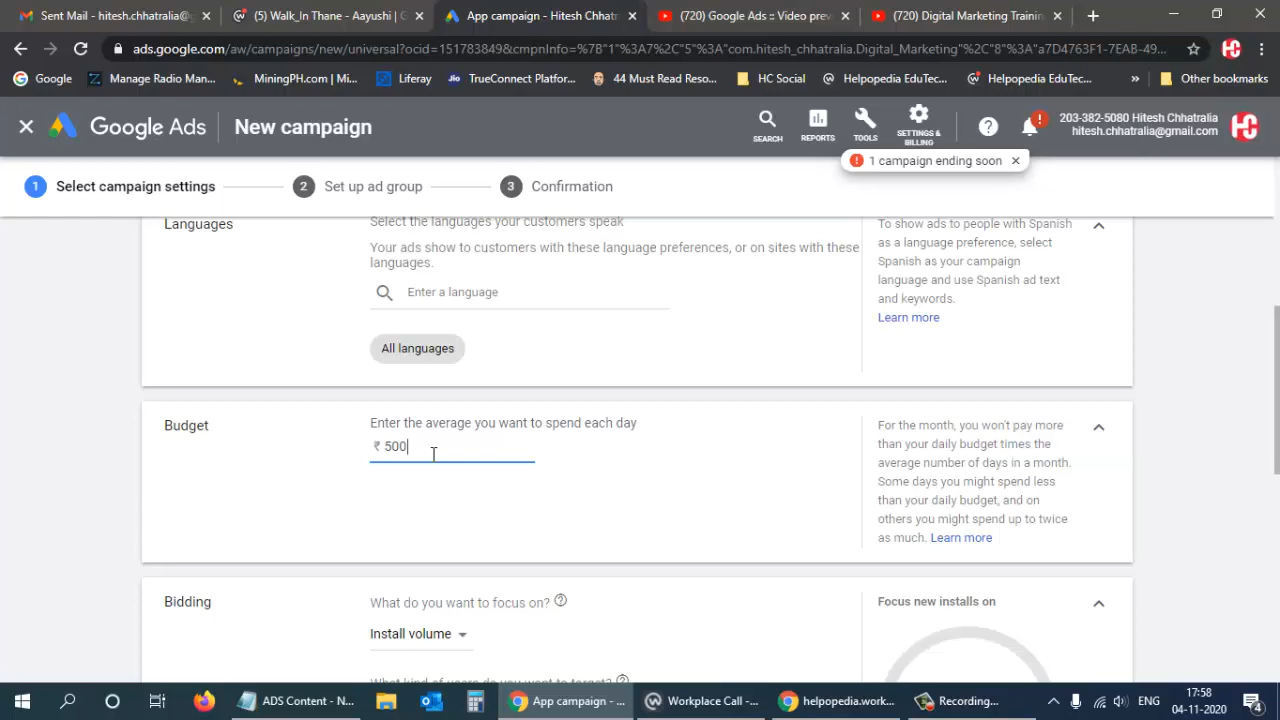 Sent Mail - hitesh.chhatralia@g
(5) Walk_In Thane - Aayushi | G
App campaign - Hitesh Chhatr
(720) Google Ads :: Video prev
(720) Digital Marketing Trainin
ads.google.com/aw/campaigns/new/universal?ocid=151783849&cmpnInfo=%7B"1"%3A7%2C"5"%3A"com.hitesh_chhatralia.Digital_Marketing"%2C"8"%3A"a7D4763F1-7EAB-49...
Google
Manage Radio Man...
MiningPH.com | Mi...
Liferay
Jio
TrueConnect Platfor...
44 Must Read Reso...
HC Social
Helpopedia EduTec...
Helpopedia EduTec...
»
Other bookmarks
Google Ads
New campaign
SEARCH
REPORTS
TOOLS
SETTINGS &
BILLING
203-382-5080 Hitesh Chhatralia
hitesh.chhatralia@gmail.com
1 campaign ending soon
1 Select campaign settings
2 Set up ad group
3 Confirmation
Languages
Select the languages your customers speak
Your ads show to customers with these language preferences, or on sites with these
languages.
Enter a language
All languages
To show ads to people with Spanish
as a language preference, select
Spanish as your campaign
language and use Spanish ad text
and keywords.
Learn more
Budget
Enter the average you want to spend each day
₹ 500
For the month, you won't pay more
than your daily budget times the
average number of days in a month.
Some days you might spend less
than your daily budget, and on
others you might spend up to twice
as much. Learn more
Bidding
What do you want to focus on?
Install volume
What kind of users do you want to target?
Focus new installs on
ADS Content - N...
App campaign - ...
Workplace Call -...
helpopedia.work...
Recording...
ENG
17:58
04-11-2020
4